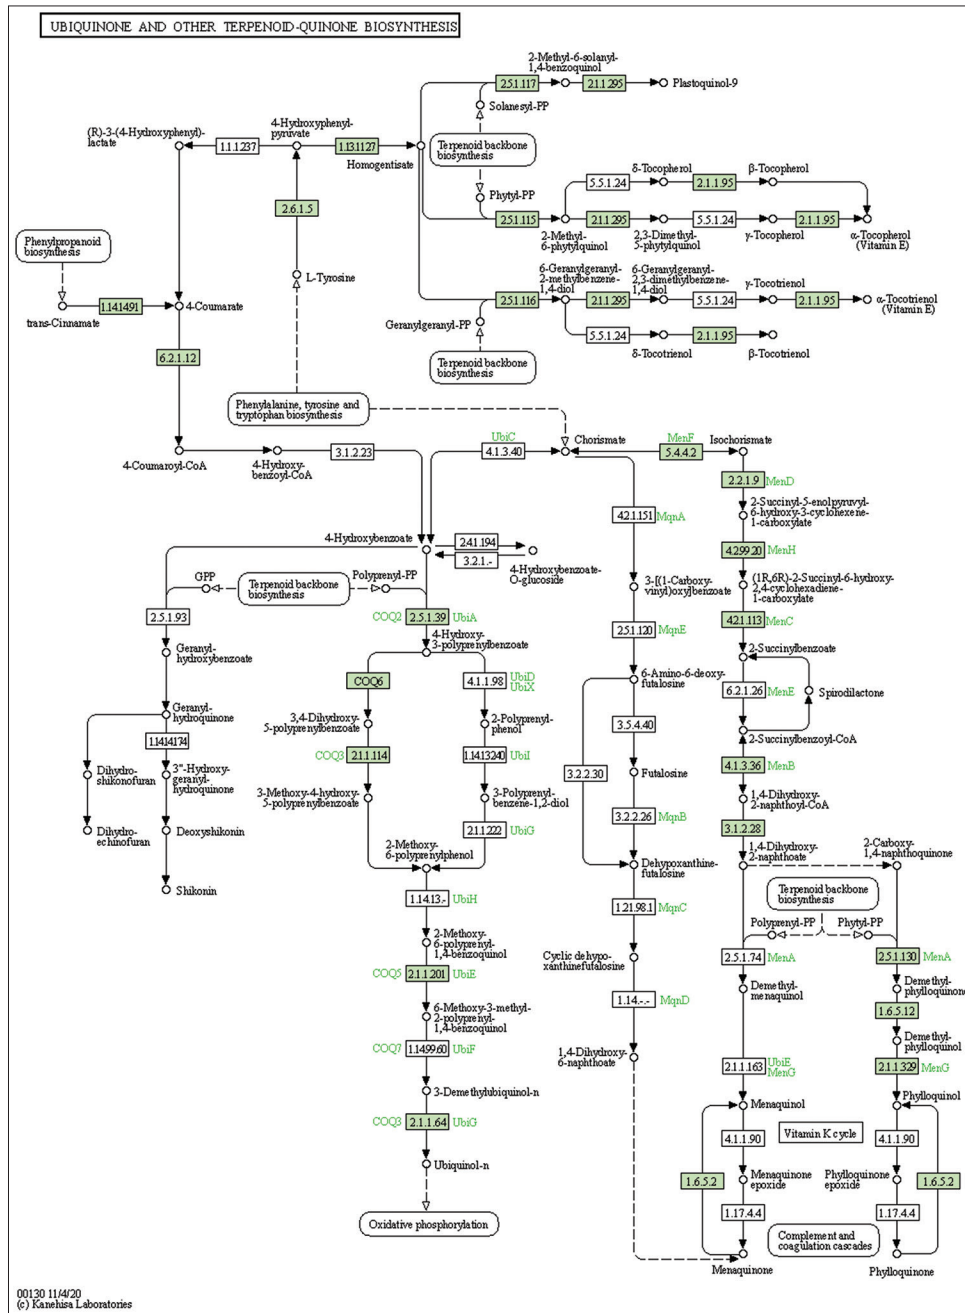 UBIQUINONE AND OTHER TERPENOID-QUINONE BIOSYNTHESIS
2-Methyl-6-solanyl-
1,4-benzoquinol
2.5.1.117
2.1.1.295
Plastoquinol-9
Solanesyl-PP
(R)-3-(4-Hydroxyphenyl)-
lactate
1.1.1.237
4-Hydroxyphenyl-
pyruvate
1.13.11.27
Homogentisate
Terpenoid backbone
biosynthesis
Phytyl-PP
5.5.1.24
δ-Tocopherol
2.1.1.95
β-Tocopherol
2.6.1.5
2.5.1.115
2-Methyl-
6-phytylquinol
2.1.1.295
2,3-Dimethyl-
5-phytylquinol
5.5.1.24
γ-Tocopherol
2.1.1.95
α-Tocopherol
(Vitamin E)
Phenylpropanoid
biosynthesis
L-Tyrosine
6-Geranylgeranyl-
2-methylbenzene-
1,4-diol
6-Geranylgeranyl-
2,3-dimethylbenzene-
1,4-diol
γ-Tocotrienol
trans-Cinnamate
1.14.14.91
4-Coumarate
2.5.1.116
2.1.1.295
5.5.1.24
2.1.1.95
α-Tocotrienol
(Vitamin E)
Geranylgeranyl-PP
5.5.1.24
δ-Tocotrienol
2.1.1.95
β-Tocotrienol
6.2.1.12
Terpenoid backbone
biosynthesis
Phenylalanine, tyrosine and
tryptophan biosynthesis
4-Coumaroyl-CoA
4-Hydroxy-
benzoyl-CoA
3.1.2.23
UbiC
4.1.3.40
Chorismate
MenF
5.4.4.2
Isochorismate
2.2.1.9 MenD
2-Succinyl-5-enolpyruvyl-
6-hydroxy-3-cyclohexene-
1-carboxylate
4.2.1.151 MqnA
4-Hydroxybenzoate
2.4.1.194
3.2.1.-
4-Hydroxybenzoate-
O-glucoside
4.2.99.20 MenH
3-[(1-Carboxy-
vinyl)oxy]benzoate
(1R,6R)-2-Succinyl-6-hydroxy-
2,4-cyclohexadiene-
1-carboxylate
GPP
Terpenoid backbone
biosynthesis
Polyprenyl-PP
2.5.1.93
COQ2 2.5.1.39 UbiA
2.5.1.120 MqnE
4.2.1.113 MenC
4-Hydroxy-
3-polyprenylbenzoate
2-Succinylbenzoate
Geranyl-
hydroxybenzoate
COQ6
4.1.1.98 UbiD
UbiX
6-Amino-6-deoxy-
futalosine
6.2.1.26 MenE
Spirodilactone
Geranyl-
hydroquinone
3,4-Dihydroxy-
5-polyprenylbenzoate
2-Polyprenyl-
phenol
3.5.4.40
2-Succinylbenzoyl-CoA
1.14.14.174
COQ3 2.1.1.114
1.14.13.240 UbiI
3.2.2.30
Futalosine
4.1.3.36 MenB
Dihydro-
shikonofuran
3"-Hydroxy-
geranyl-
hydroquinone
3-Methoxy-4-hydroxy-
5-polyprenylbenzoate
3-Polyprenyl-
benzene-1,2-diol
3.2.2.26 MqnB
1,4-Dihydroxy-
2-naphthoyl-CoA
Dihydro-
echinofuran
Deoxyshikonin
2.1.1.222 UbiG
3.1.2.28
2-Methoxy-
6-polyprenylphenol
Dehypoxanthine-
futalosine
1,4-Dihydroxy-
2-naphthoate
2-Carboxy-
1,4-naphthoquinone
Shikonin
1.14.13.- UbiH
1.21.98.1 MqnC
Terpenoid backbone
biosynthesis
Polyprenyl-PP
Phytyl-PP
2-Methoxy-
6-polyprenyl-
1,4-benzoquinol
Cyclic dehypo-
xanthinefutalosine
2.5.1.74 MenA
2.5.1.130 MenA
COQ5 2.1.1.201 UbiE
Demethyl-
menaquinol
Demethyl-
phylloquinone
1.14.-.- MqnD
1.6.5.12
6-Methoxy-3-methyl-
2-polyprenyl-
1,4-benzoquinol
Demethyl-
phylloquinol
COQ7 1.14.99.60 UbiF
1,4-Dihydroxy-
6-naphthoate
2.1.1.163 UbiE
MenG
2.1.1.329 MenG
3-Demethylubiquinol-n
Menaquinol
Phylloquinol
COQ3 2.1.1.64 UbiG
Vitamin K cycle
4.1.1.90
4.1.1.90
Ubiquinol-n
1.6.5.2
Menaquinone
epoxide
Phylloquinone
epoxide
1.6.5.2
1.17.4.4
1.17.4.4
Oxidative phosphorylation
Complement and
coagulation cascades
Menaquinone
Phylloquinone
00130 11/4/20
(c) Kanehisa Laboratories